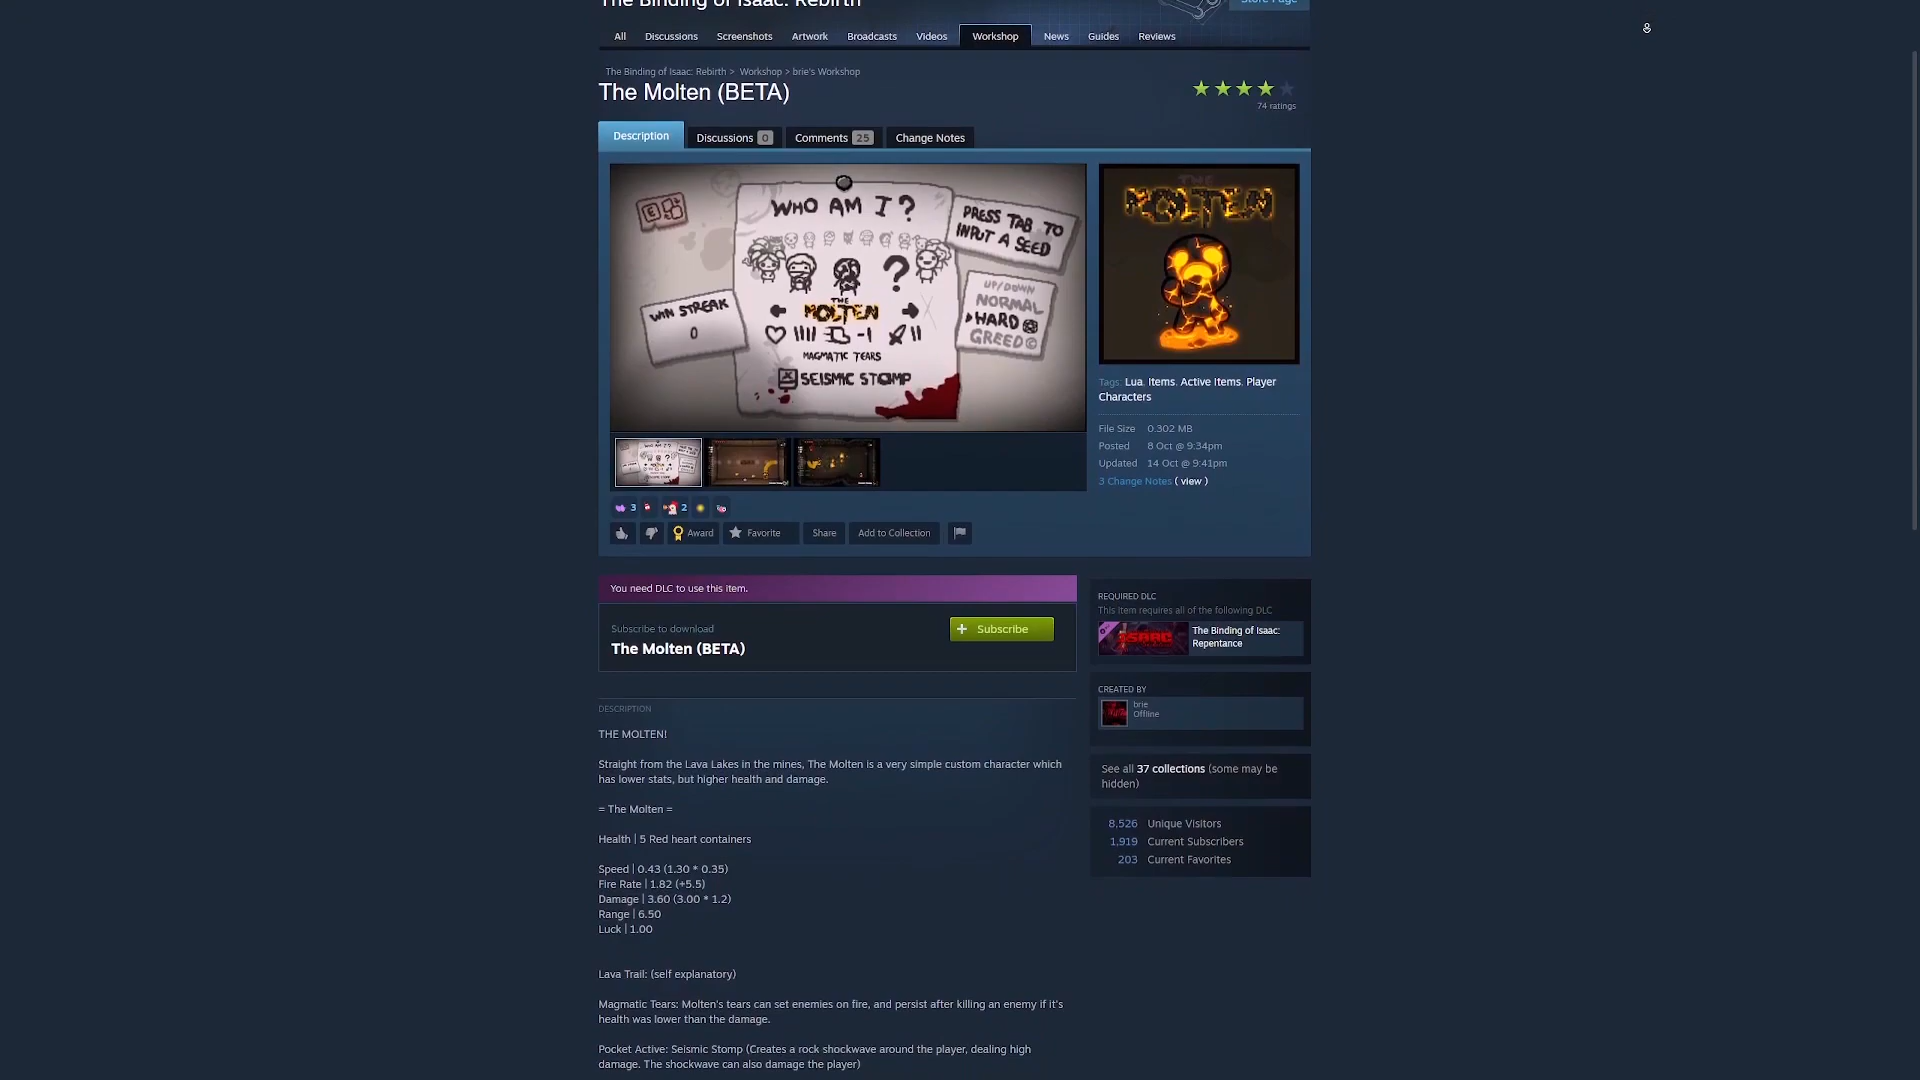 The Binding of Isaac: Rebirth
Store Page
All Discussions Screenshots Artwork Broadcasts Videos Workshop News Guides Reviews
The Binding of Isaac: Rebirth > Workshop > brie's Workshop
The Molten (BETA)
74 ratings
Description Discussions 0 Comments 25 Change Notes
WHO AM I?
PRESS TAB TO
INPUT A SEED
WIN STREAK
0
THE
MOLTEN
MAGMATIC TEARS
SEISMIC STOMP
UP/DOWN
NORMAL
HARD
GREED
THE
MOLTEN
Tags: Lua, Items, Active Items, Player
Characters
File Size 0.302 MB
Posted 8 Oct @ 9:34pm
Updated 14 Oct @ 9:41pm
3 Change Notes ( view )
3 2
Award Favorite Share Add to Collection
You need DLC to use this item.
Subscribe to download
The Molten (BETA)
+ Subscribe
REQUIRED DLC
This item requires all of the following DLC
The Binding of Isaac:
Repentance
CREATED BY
brie
Offline
See all 37 collections (some may be
hidden)
8,526 Unique Visitors
1,919 Current Subscribers
203 Current Favorites
DESCRIPTION
THE MOLTEN!
Straight from the Lava Lakes in the mines, The Molten is a very simple custom character which
has lower stats, but higher health and damage.
= The Molten =
Health | 5 Red heart containers
Speed | 0.43 (1.30 * 0.35)
Fire Rate | 1.82 (+5.5)
Damage | 3.60 (3.00 * 1.2)
Range | 6.50
Luck | 1.00
Lava Trail: (self explanatory)
Magmatic Tears: Molten's tears can set enemies on fire, and persist after killing an enemy if it's
health was lower than the damage.
Pocket Active: Seismic Stomp (Creates a rock shockwave around the player, dealing high
damage. The shockwave can also damage the player)